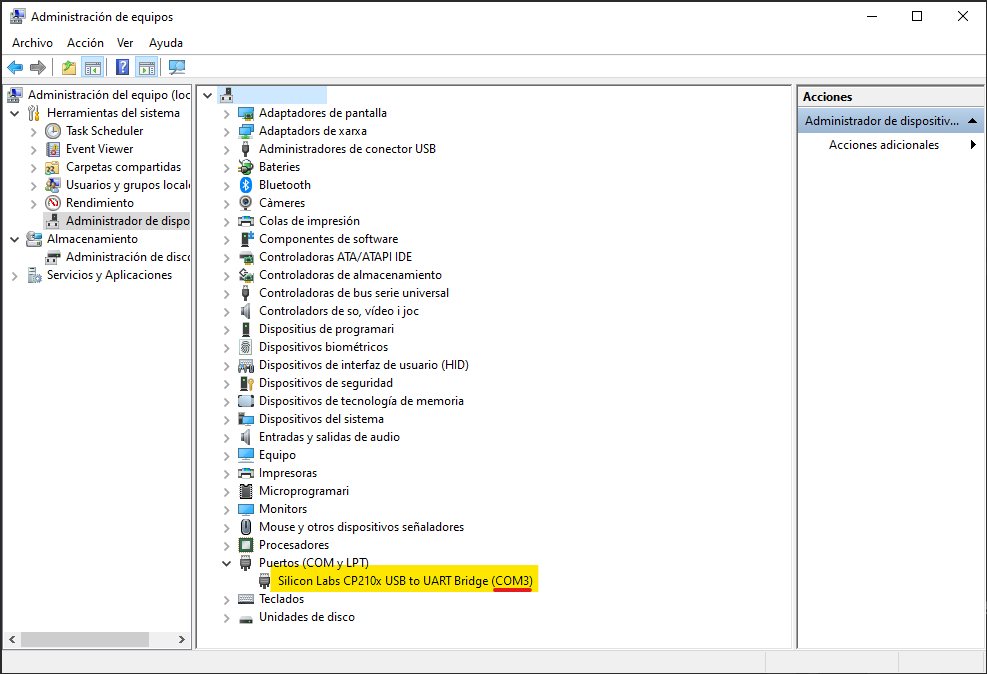 Administración de equipos
Archivo Acción Ver Ayuda
Administración del equipo (loc
Herramientas del sistema
Task Scheduler
Event Viewer
Carpetas compartidas
Usuarios y grupos locale
Rendimiento
Administrador de dispo
Almacenamiento
Administración de disco
Servicios y Aplicaciones
Adaptadores de pantalla
Adaptadors de xarxa
Administradores de conector USB
Bateries
Bluetooth
Càmeres
Colas de impresión
Componentes de software
Controladoras ATA/ATAPI IDE
Controladoras de almacenamiento
Controladoras de bus serie universal
Controladors de so, vídeo i joc
Dispositius de programari
Dispositivos biométricos
Dispositivos de interfaz de usuario (HID)
Dispositivos de seguridad
Dispositivos de tecnología de memoria
Dispositivos del sistema
Entradas y salidas de audio
Equipo
Impresoras
Microprogramari
Monitors
Mouse y otros dispositivos señaladores
Procesadores
Puertos (COM y LPT)
Silicon Labs CP210x USB to UART Bridge (COM3)
Teclados
Unidades de disco
Acciones
Administrador de dispositiv...
Acciones adicionales